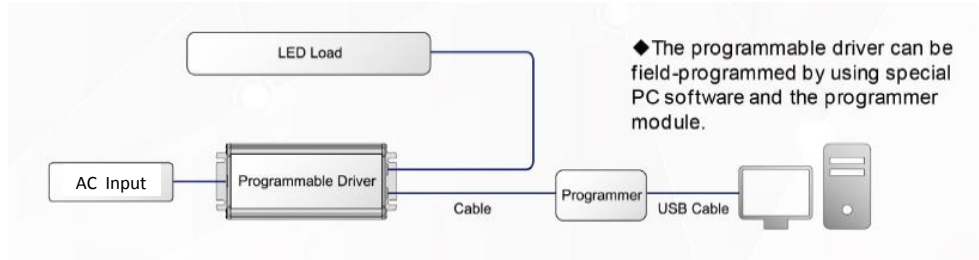 LED Load
◆The programmable driver can be
field-programmed by using special
PC software and the programmer
module.
AC Input
Programmable Driver
Cable
Programmer
USB Cable